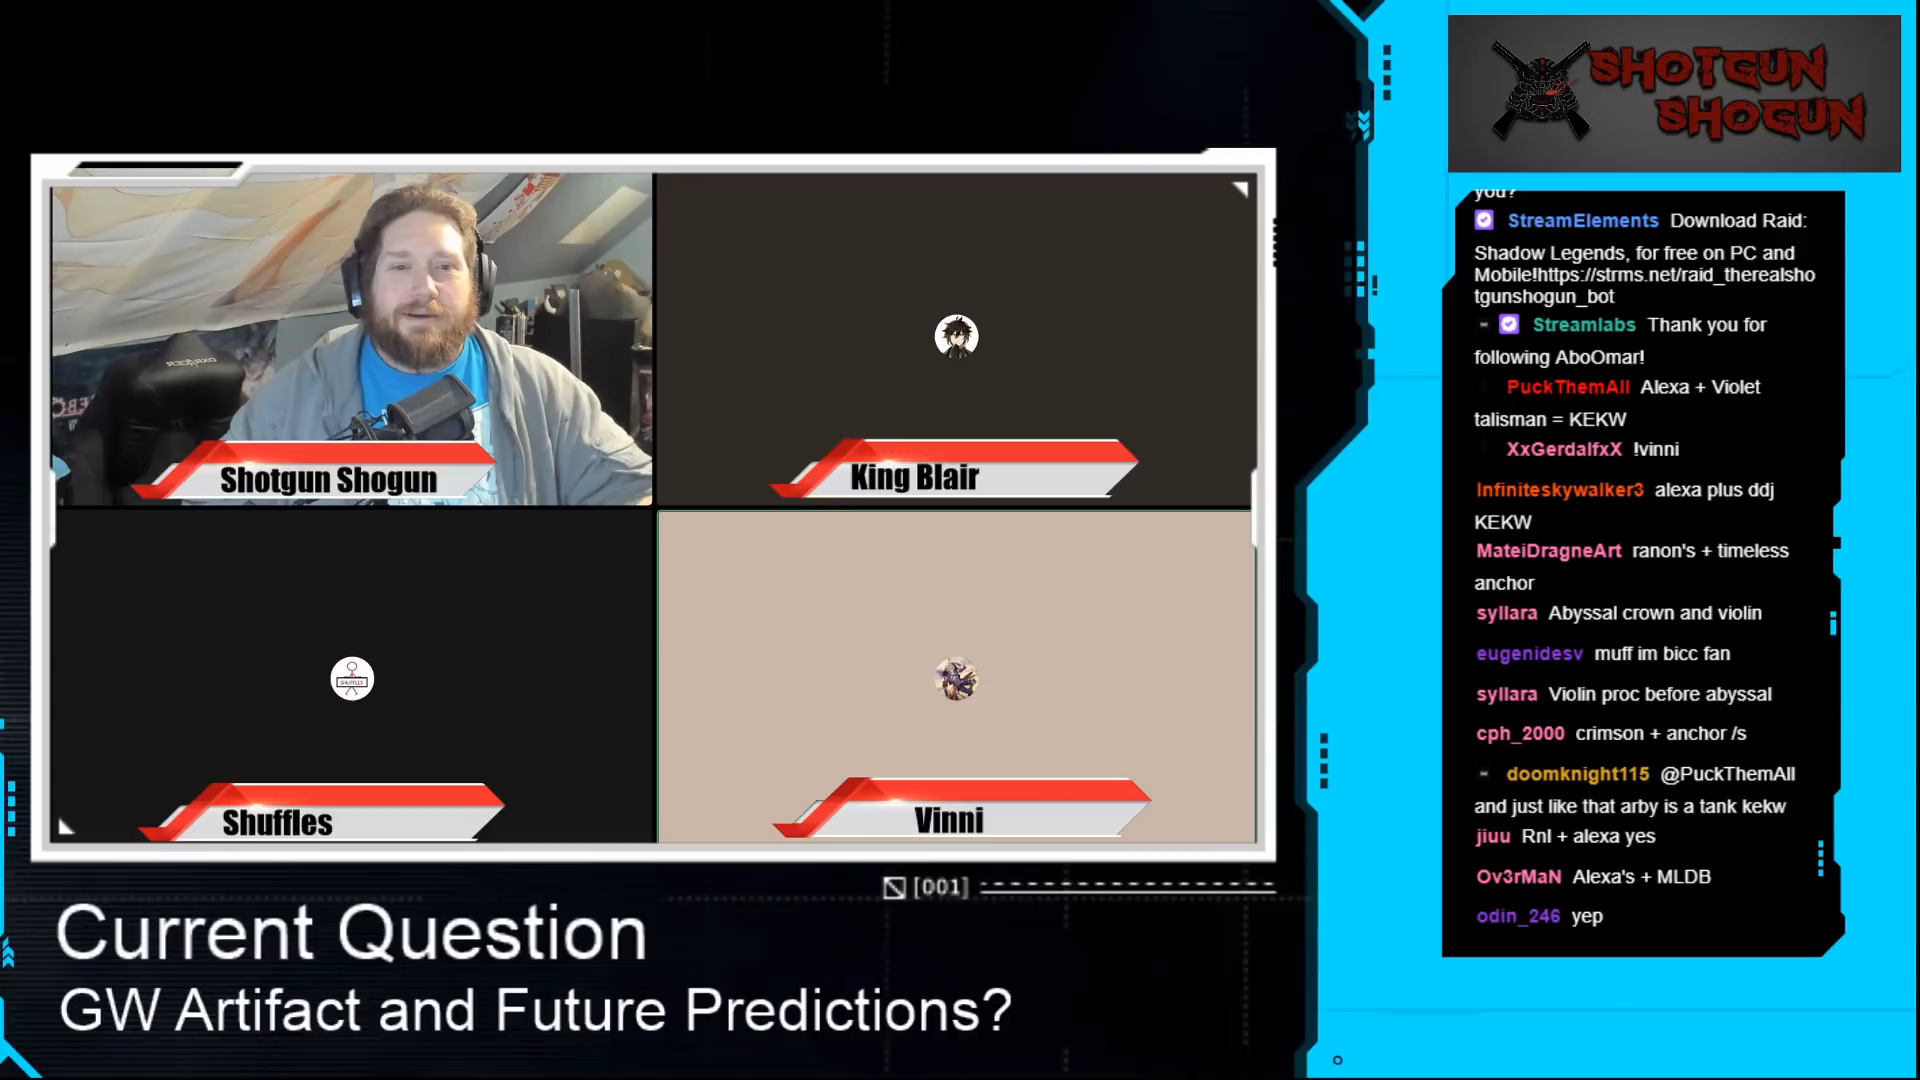 SHOTGUN
SHOGUN
Shotgun Shogun
King Blair
Shuffles
SHUFFLES
Vinni
[001]
Current Question
GW Artifact and Future Predictions?
you?
StreamElements Download Raid:
Shadow Legends, for free on PC and
Mobile!https://strms.net/raid_therealsho
tgunshogun_bot
Streamlabs Thank you for
following AboOmar!
PuckThemAll Alexa + Violet
talisman = KEKW
XxGerdalfxX !vinni
Infiniteskywalker3 alexa plus ddj
KEKW
MateiDragneArt ranon's + timeless
anchor
syllara Abyssal crown and violin
eugenidesv muff im bicc fan
syllara Violin proc before abyssal
cph_2000 crimson + anchor /s
doomknight115 @PuckThemAll
and just like that arby is a tank kekw
jiuu Rnl + alexa yes
Ov3rMaN Alexa's + MLDB
odin_246 yep